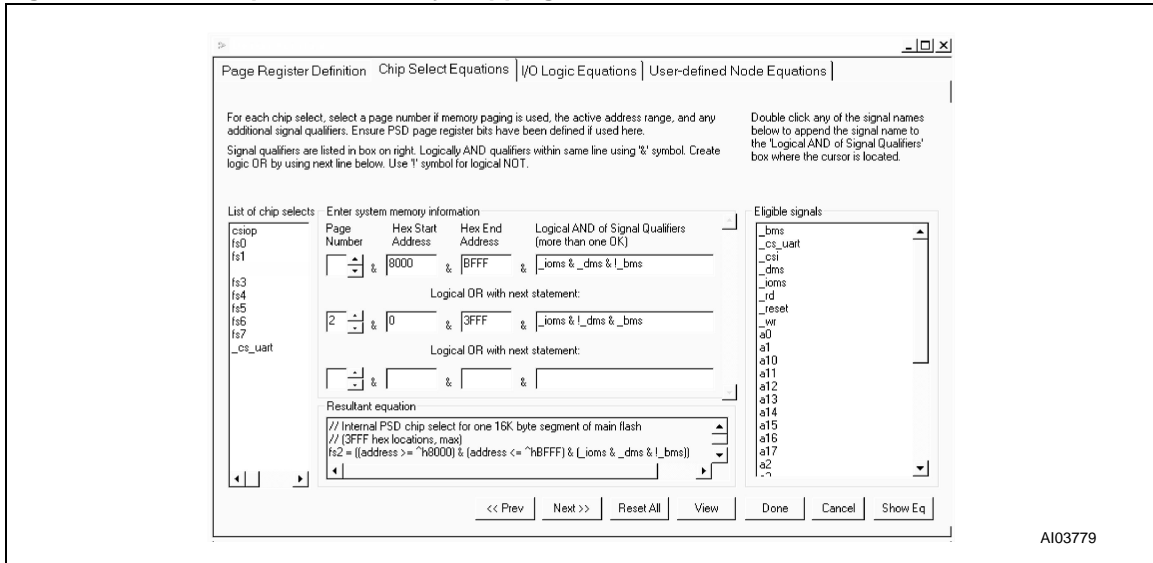 Page Register Definition Chip Select Equations I/O Logic Equations User-defined Node Equations
For each chip select, select a page number if memory paging is used, the active address range, and any
additional signal qualifiers. Ensure PSD page register bits have been defined if used here.
Signal qualifiers are listed in box on right. Logically AND qualifiers within same line using '&' symbol. Create
logic OR by using next line below. Use '!' symbol for logical NOT.
Double click any of the signal names
below to append the signal name to
the 'Logical AND of Signal Qualifiers'
box where the cursor is located.
List of chip selects
csiop
fs0
fs1
fs3
fs4
fs5
fs6
fs7
_cs_uart
Enter system memory information
Page Number
Hex Start Address
Hex End Address
Logical AND of Signal Qualifiers
(more than one OK)
& 8000 & BFFF & _ioms & _dms & !_bms
Logical OR with next statement:
2 & 0 & 3FFF & _ioms & !_dms & _bms
Logical OR with next statement:
& & &
Resultant equation
// Internal PSD chip select for one 16K byte segment of main flash
// (3FFF hex locations, max)
fs2 = ((address >= ^h8000) & (address <= ^hBFFF) & (_ioms & _dms & !_bms))
Eligible signals
_bms
_cs_uart
_csi
_dms
_ioms
_rd
_reset
_wr
a0
a1
a10
a11
a12
a13
a14
a15
a16
a17
a2
<< Prev Next >> Reset All View Done Cancel Show Eq
AI03779